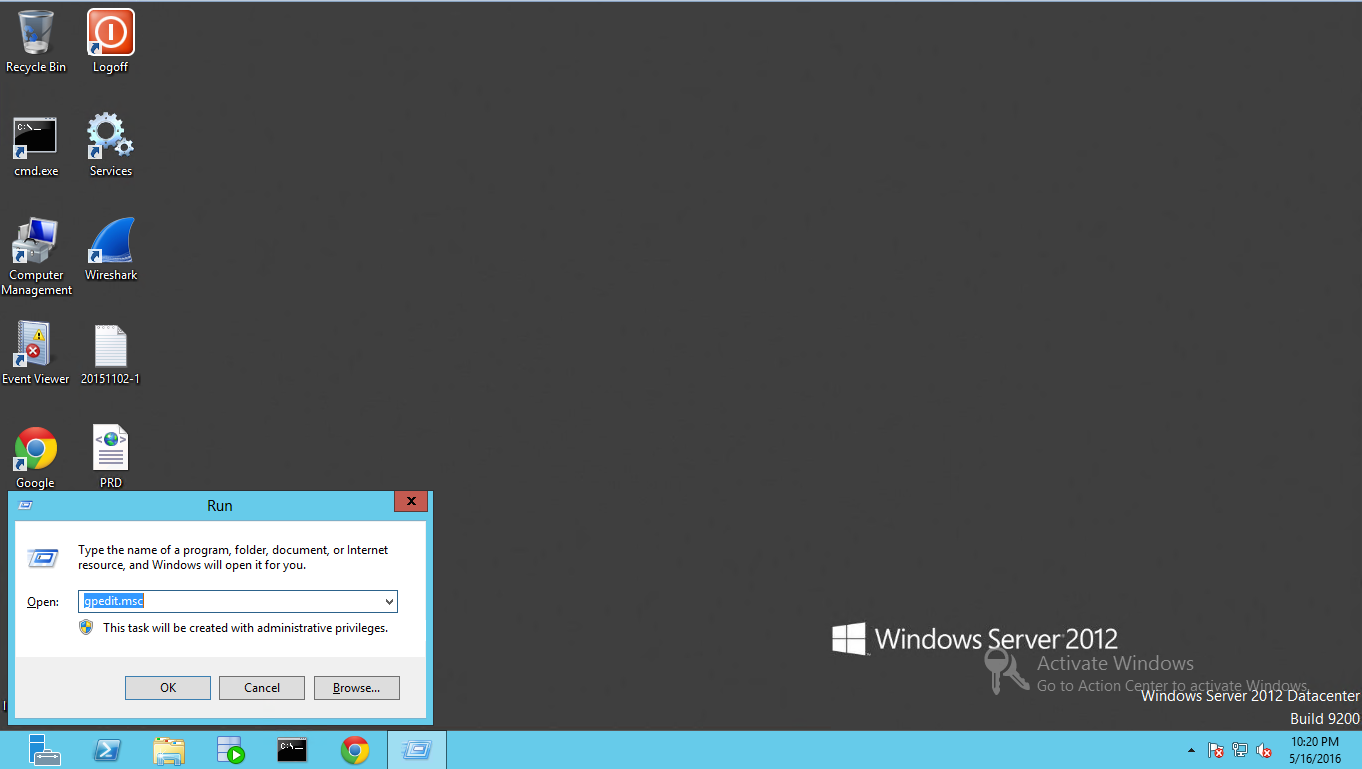 Recycle Bin
Logoff
C:\_
cmd.exe
Services
Computer
Management
Wireshark
Event Viewer
20151102-1
Google
PRD
Run
x
Type the name of a program, folder, document, or Internet
resource, and Windows will open it for you.
Open:
gpedit.msc
This task will be created with administrative privileges.
OK
Cancel
Browse...
Windows Server 2012
Activate Windows
Go to Action Center to activate Windows.
Windows Server 2012 Datacenter
Build 9200
C:\_
10:20 PM
5/16/2016